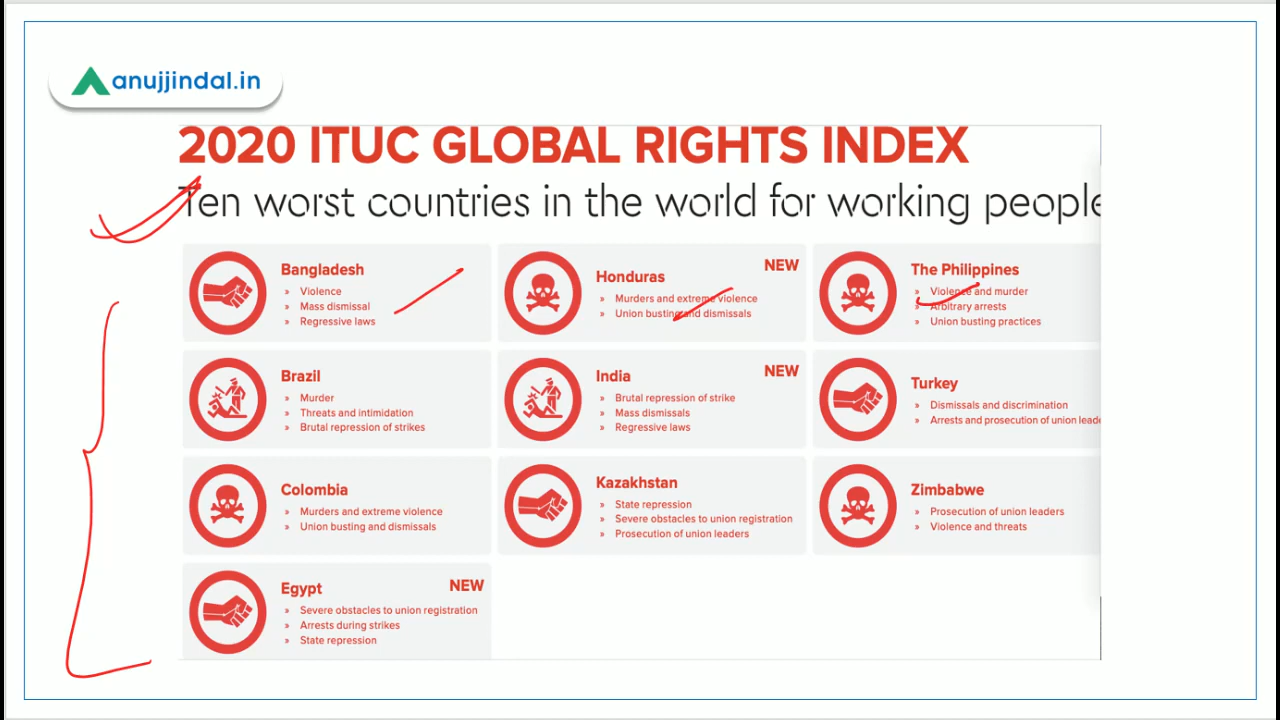 anujjindal.in
2020 ITUC GLOBAL RIGHTS INDEX
Ten worst countries in the world for working people
Bangladesh
» Violence
» Mass dismissal
» Regressive laws
Honduras
NEW
» Murders and extreme violence
» Union busting and dismissals
The Philippines
» Violence and murder
» Arbitrary arrests
» Union busting practices
Brazil
» Murder
» Threats and intimidation
» Brutal repression of strikes
India
NEW
» Brutal repression of strike
» Mass dismissals
» Regressive laws
Turkey
» Dismissals and discrimination
» Arrests and prosecution of union leade
Colombia
» Murders and extreme violence
» Union busting and dismissals
Kazakhstan
» State repression
» Severe obstacles to union registration
» Prosecution of union leaders
Zimbabwe
» Prosecution of union leaders
» Violence and threats
Egypt
NEW
» Severe obstacles to union registration
» Arrests during strikes
» State repression